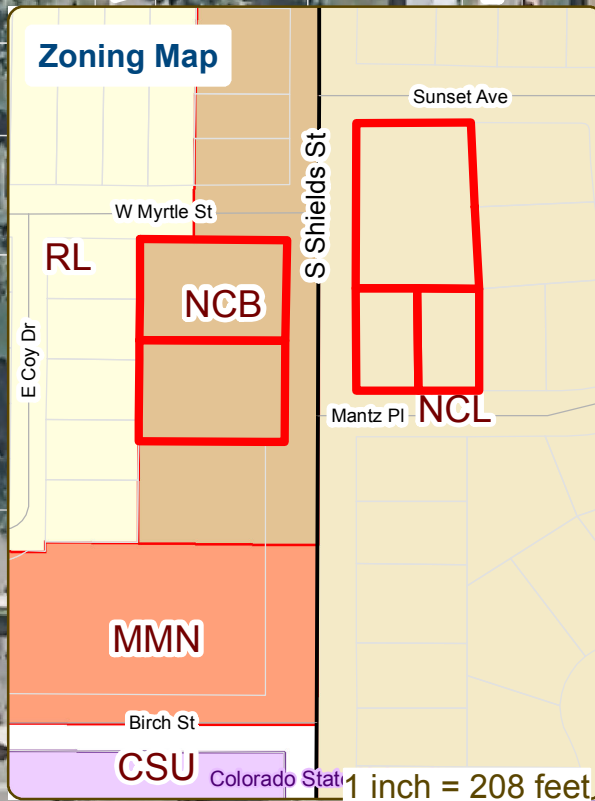 Zoning Map
Sunset Ave
S Shields St
W Myrtle St
RL
NCB
E Coy Dr
Mantz Pl
NCL
MMN
Birch St
CSU
Colorado State
1 inch = 208 feet